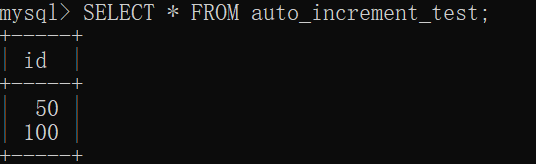 mysql> SELECT * FROM auto_increment_test;
+-----+
| id  |
+-----+
|  50 |
| 100 |
+-----+